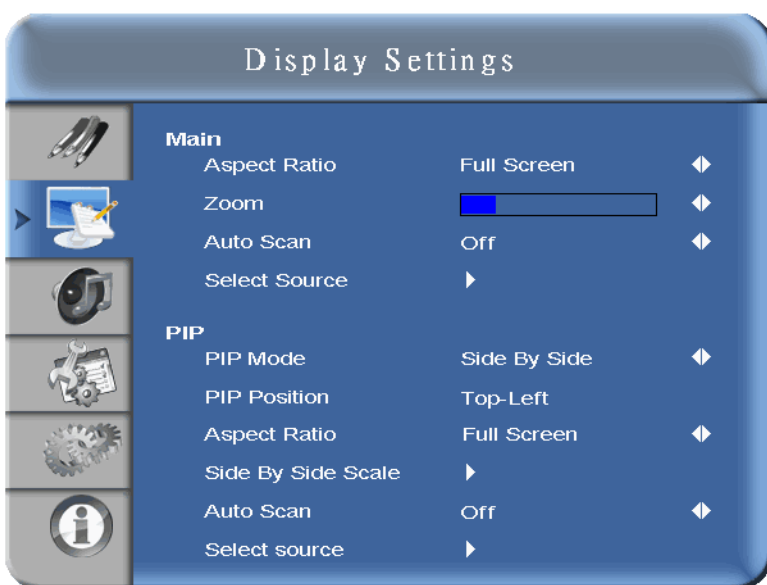 Display Settings
Main
Aspect Ratio Full Screen
Zoom
Auto Scan Off
Select Source
PIP
PIP Mode Side By Side
PIP Position Top-Left
Aspect Ratio Full Screen
Side By Side Scale
Auto Scan Off
Select source